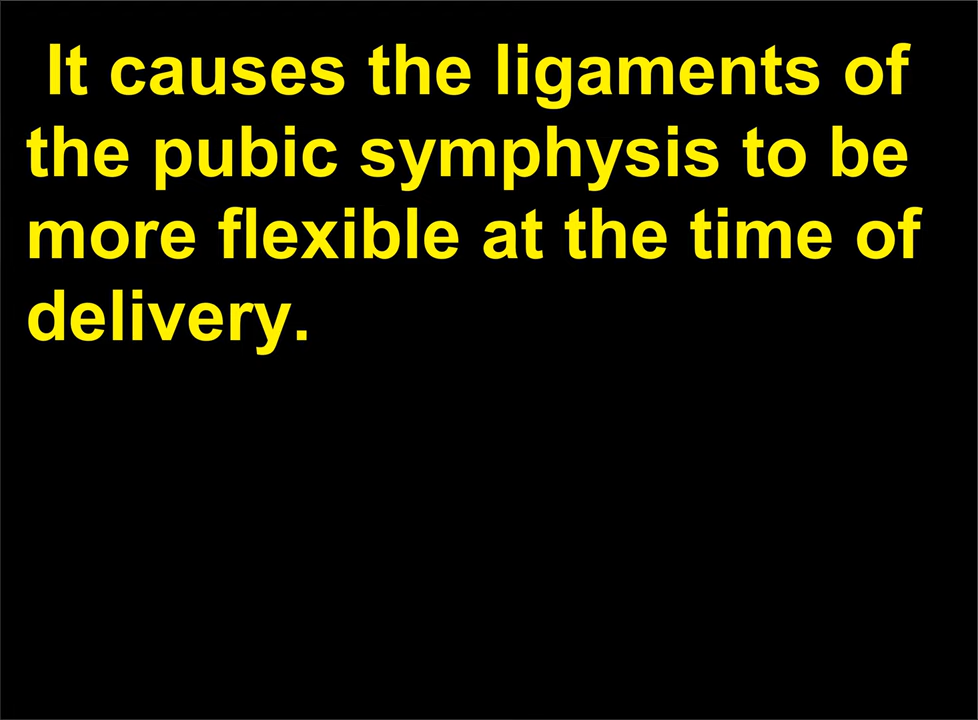 It causes the ligaments of
the pubic symphysis to be
more flexible at the time of
delivery.